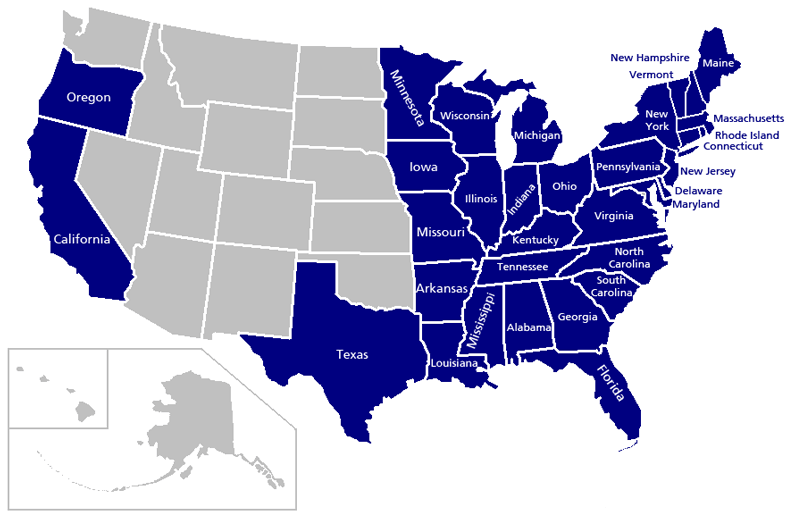 New Hampshire
Maine
Vermont
Oregon
Minnesota
Wisconsin
Michigan
New
York
Massachusetts
Rhode Island
Connecticut
Iowa
Pennsylvania
New Jersey
Illinois
Indiana
Ohio
Delaware
Maryland
Virginia
California
Missouri
Kentucky
North
Carolina
Tennessee
South
Carolina
Arkansas
Mississippi
Alabama
Georgia
Texas
Louisiana
Florida